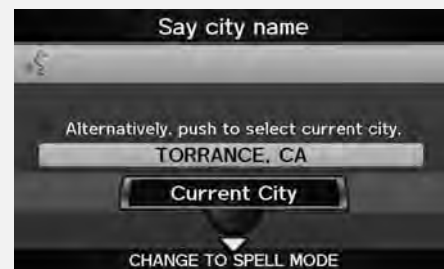 Say city name
Alternatively, push to select current city.
TORRANCE, CA
Current City
CHANGE TO SPELL MODE